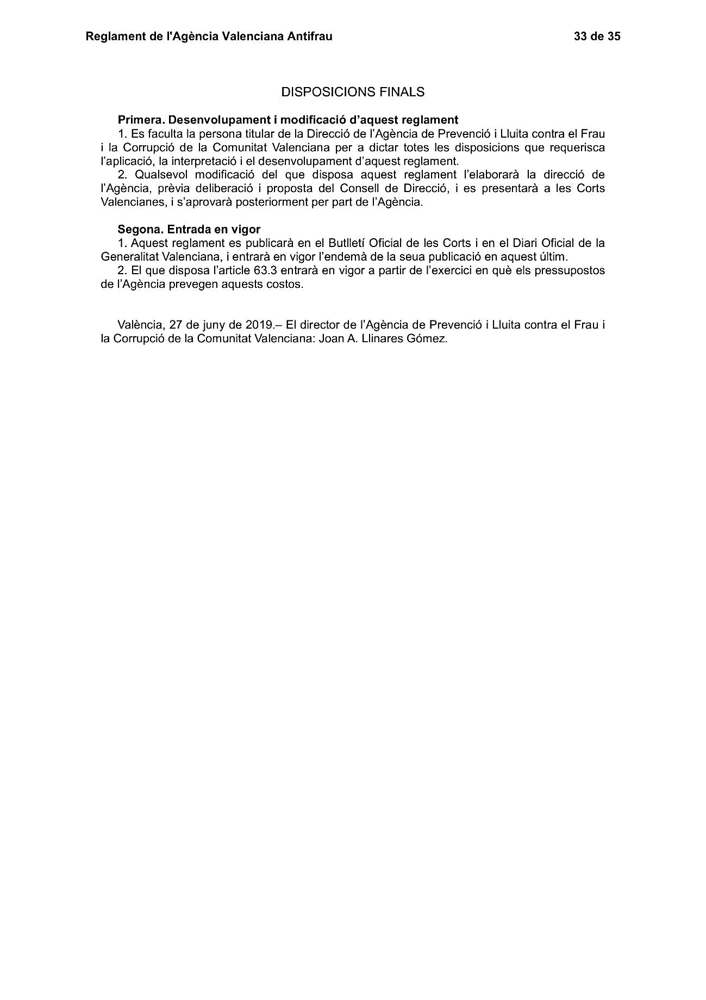 Reglament de l'Agència Valenciana Antifrau 33 de 35
DISPOSICIONS FINALS
Primera. Desenvolupament i modificació d’aquest reglament
1. Es faculta la persona titular de la Direcció de l’Agència de Prevenció i Lluita contra el Frau
i la Corrupció de la Comunitat Valenciana per a dictar totes les disposicions que requerisca
l’aplicació, la interpretació i el desenvolupament d’aquest reglament.
2. Qualsevol modificació del que disposa aquest reglament l’elaborarà la direcció de
l’Agència, prèvia deliberació i proposta del Consell de Direcció, i es presentarà a les Corts
Valencianes, i s’aprovarà posteriorment per part de l’Agència.
Segona. Entrada en vigor
1. Aquest reglament es publicarà en el Butlletí Oficial de les Corts i en el Diari Oficial de la
Generalitat Valenciana, i entrarà en vigor l’endemà de la seua publicació en aquest últim.
2. El que disposa l’article 63.3 entrarà en vigor a partir de l’exercici en què els pressupostos
de l’Agència prevegen aquests costos.
València, 27 de juny de 2019.– El director de l’Agència de Prevenció i Lluita contra el Frau i
la Corrupció de la Comunitat Valenciana: Joan A. Llinares Gómez.